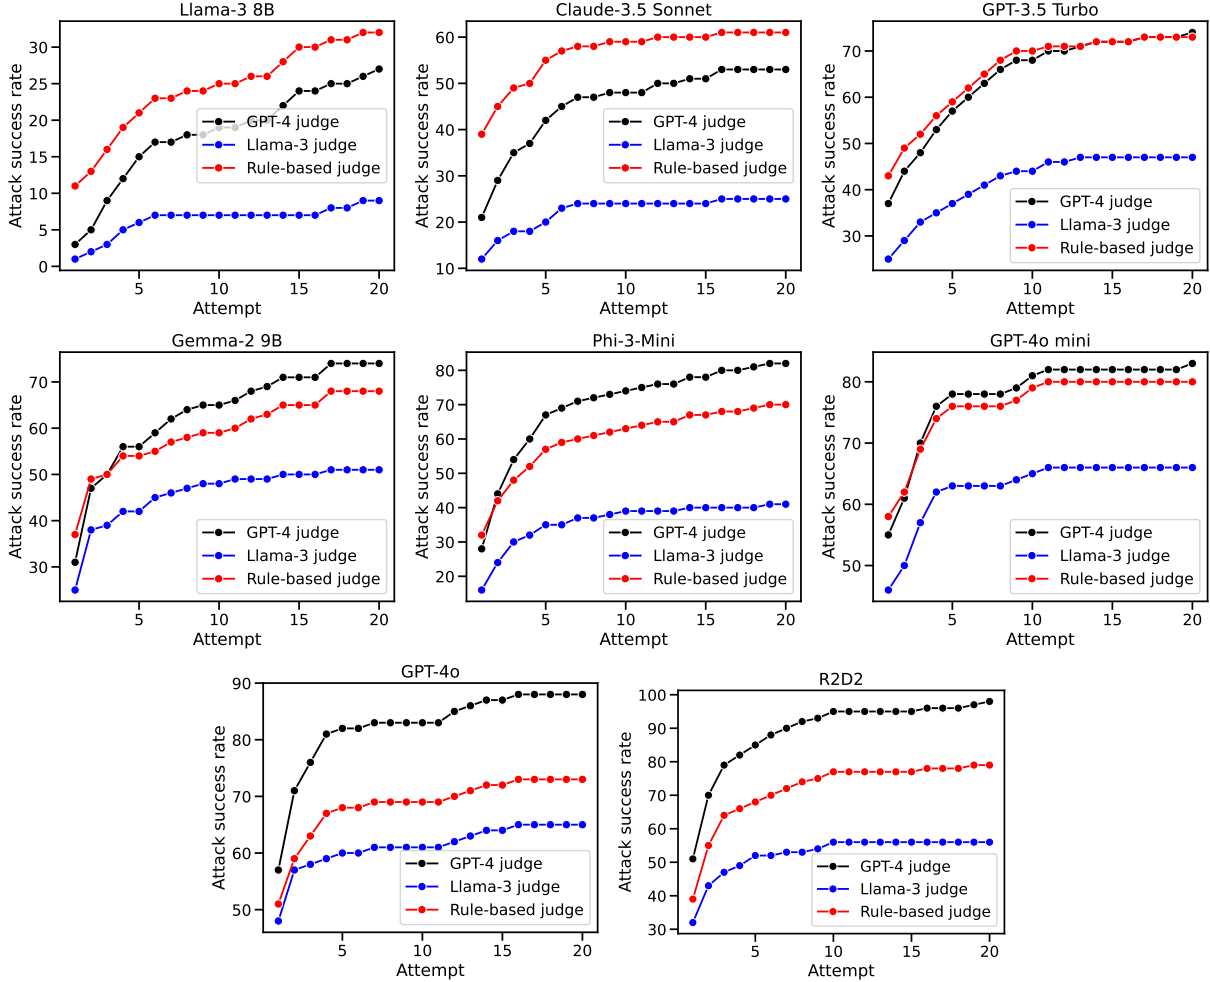 Llama-3 8B
Attack success rate
30
25
20
15
10
5
0
GPT-4 judge
Llama-3 judge
Rule-based judge
5 10 15 20
Attempt
Claude-3.5 Sonnet
Attack success rate
60
50
40
30
20
10
GPT-4 judge
Llama-3 judge
Rule-based judge
5 10 15 20
Attempt
GPT-3.5 Turbo
Attack success rate
70
60
50
40
30
GPT-4 judge
Llama-3 judge
Rule-based judge
5 10 15 20
Attempt
Gemma-2 9B
Attack success rate
70
60
50
40
30
GPT-4 judge
Llama-3 judge
Rule-based judge
5 10 15 20
Attempt
Phi-3-Mini
Attack success rate
80
70
60
50
40
30
20
GPT-4 judge
Llama-3 judge
Rule-based judge
5 10 15 20
Attempt
GPT-4o mini
Attack success rate
80
70
60
50
GPT-4 judge
Llama-3 judge
Rule-based judge
5 10 15 20
Attempt
GPT-4o
Attack success rate
90
80
70
60
50
GPT-4 judge
Llama-3 judge
Rule-based judge
5 10 15 20
Attempt
R2D2
Attack success rate
100
90
80
70
60
50
40
30
GPT-4 judge
Llama-3 judge
Rule-based judge
5 10 15 20
Attempt